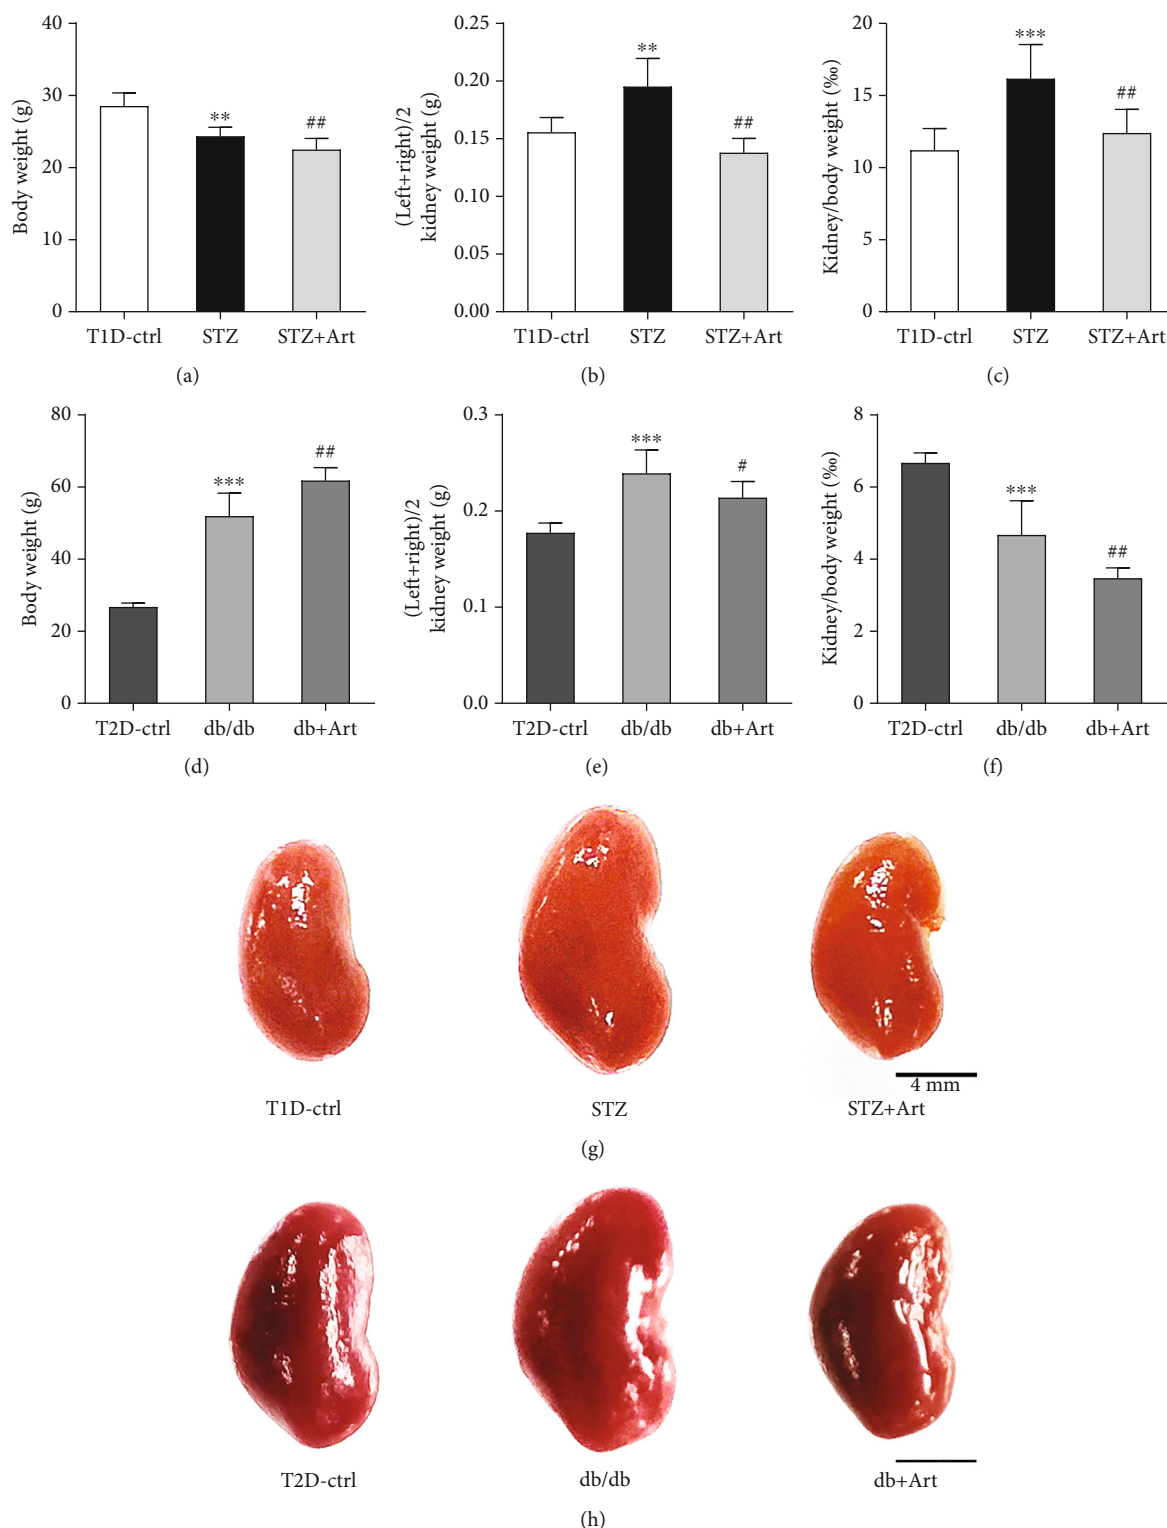 Body weight (g)
40
30
20
10
0
**
##
T1D-ctrl STZ STZ+Art
(a)
(Left+right)/2
kidney weight (g)
0.25
0.20
0.15
0.10
0.05
0.00
**
##
T1D-ctrl STZ STZ+Art
(b)
Kidney/body weight (‰)
20
15
10
5
0
***
##
T1D-ctrl STZ STZ+Art
(c)
Body weight (g)
80
60
40
20
0
***
##
T2D-ctrl db/db db+Art
(d)
(Left+right)/2
kidney weight (g)
0.3
0.2
0.1
0.0
***
#
T2D-ctrl db/db db+Art
(e)
Kidney/body weight (‰)
8
6
4
2
0
***
##
T2D-ctrl db/db db+Art
(f)
4 mm
T1D-ctrl STZ STZ+Art
(g)
T2D-ctrl db/db db+Art
(h)